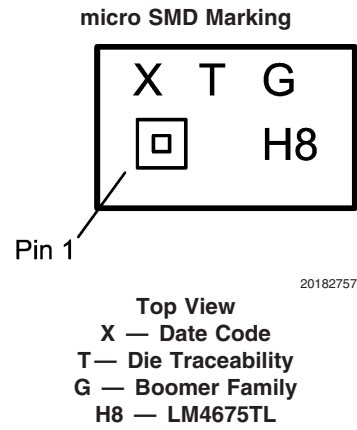 micro SMD Marking
X T G
H8
Pin 1
20182757
Top View
X — Date Code
T — Die Traceability
G — Boomer Family
H8 — LM4675TL